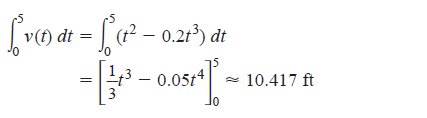 ∫₀⁵ v(t) dt = ∫₀⁵ (t² − 0.2t³) dt
= [1/3 t³ − 0.05t⁴]₀⁵ ≈ 10.417 ft